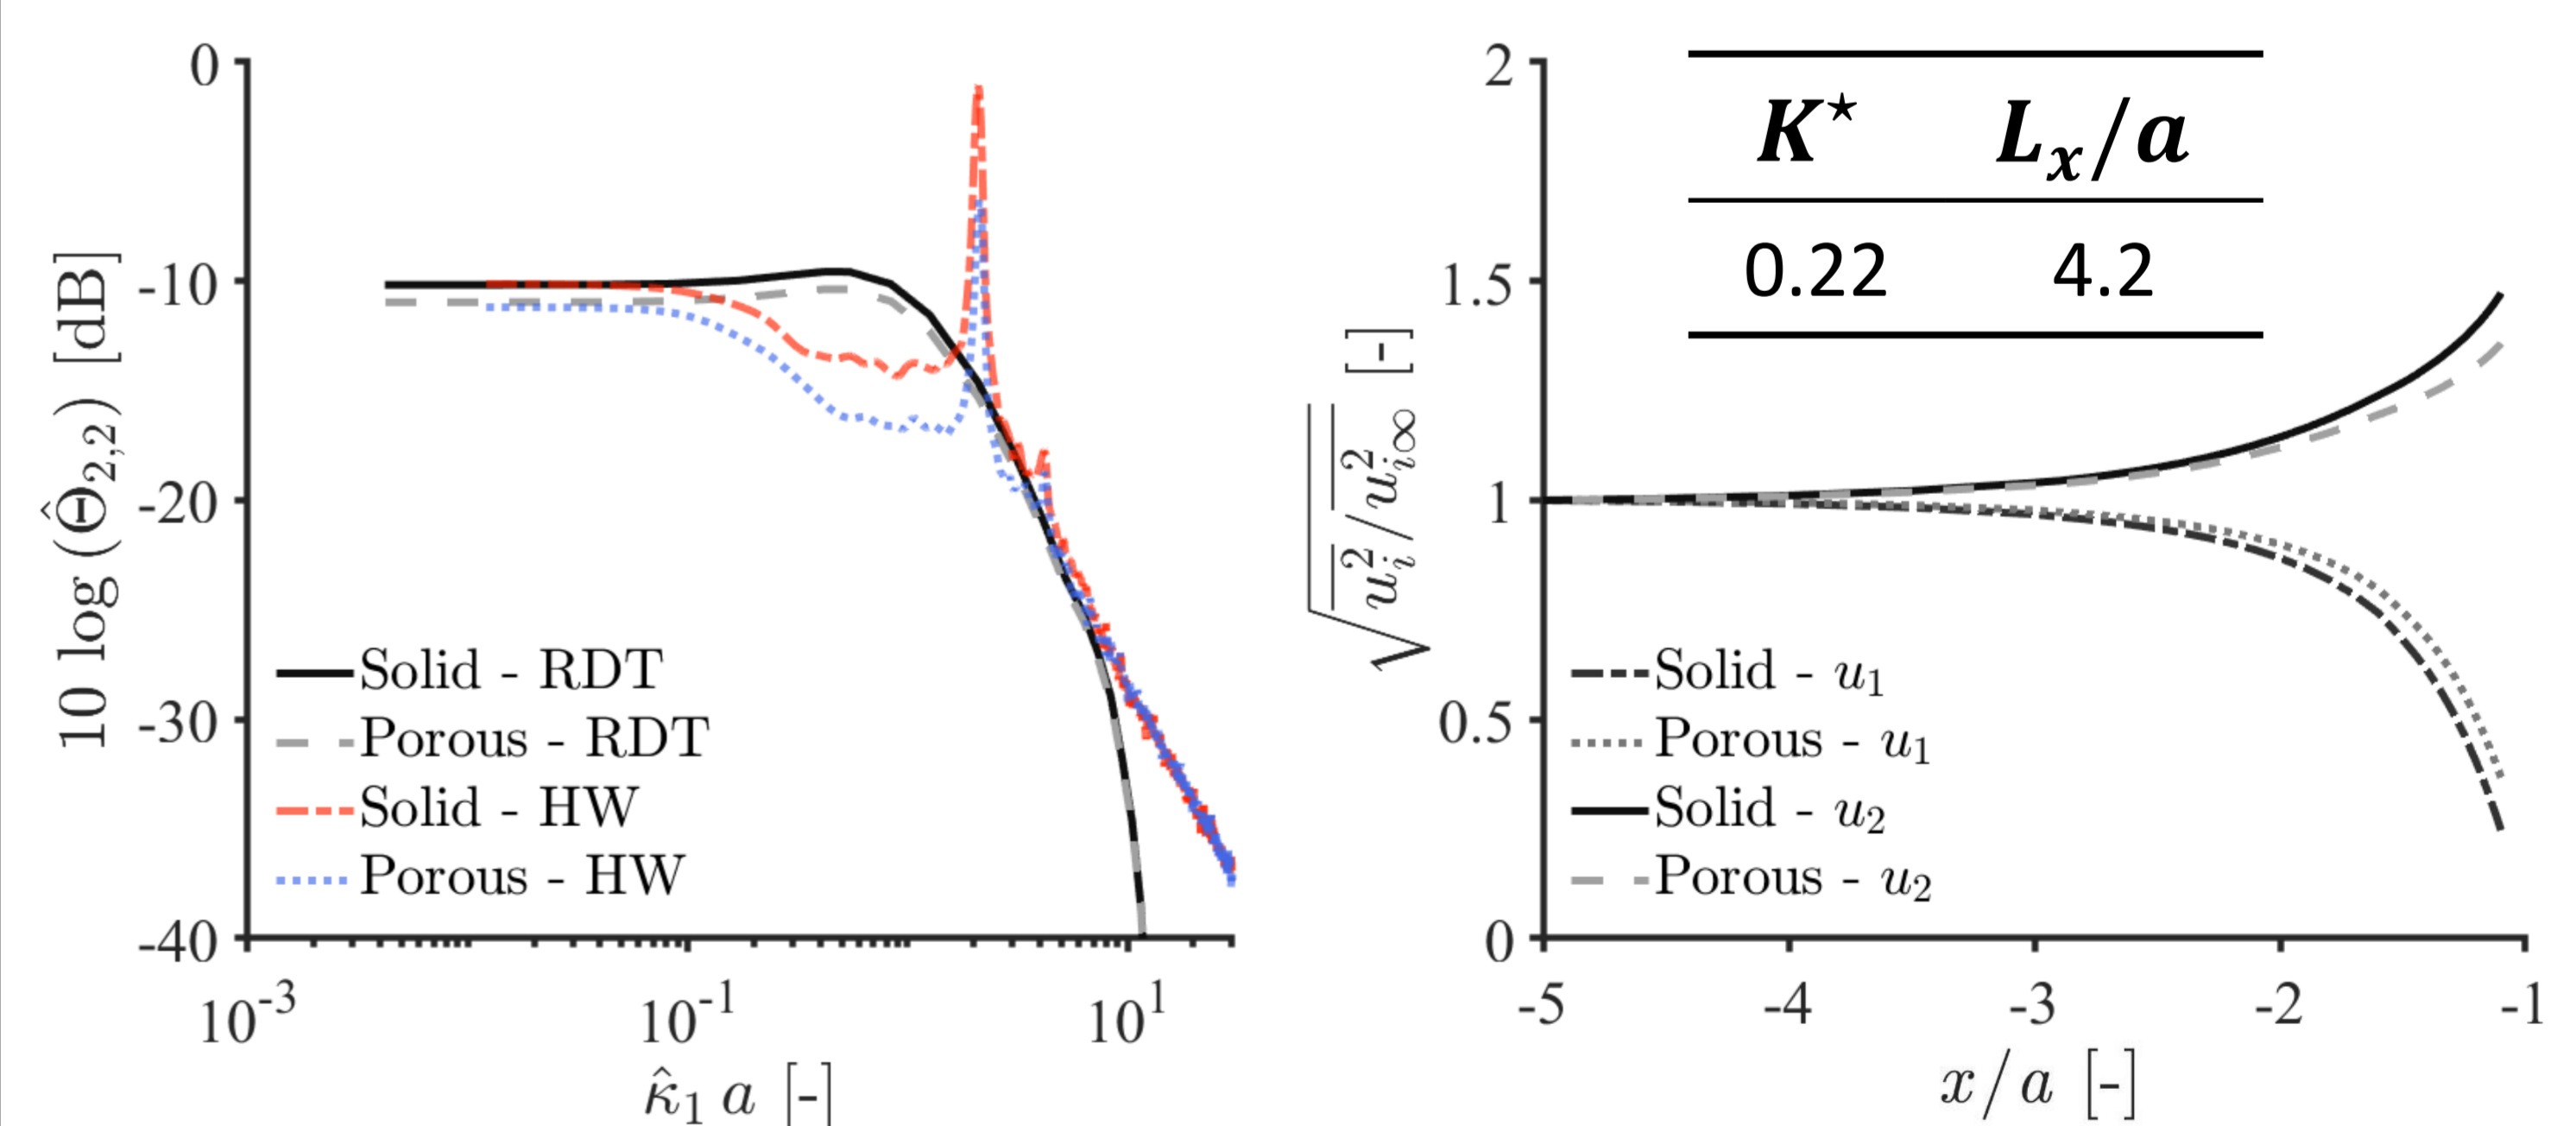 0
-10
-20
-30
-40
10 log (Θ̂₂,₂) [dB]
Solid - RDT
Porous - RDT
Solid - HW
Porous - HW
10⁻³ 10⁻¹ 10¹
κ̂₁ a [-]
2
1.5
1
0.5
0
√(u̅ᵢ²/u̅ᵢ∞²) [-]
K⋆ Lₓ/a
0.22 4.2
Solid - u₁
Porous - u₁
Solid - u₂
Porous - u₂
-5 -4 -3 -2 -1
x/a [-]